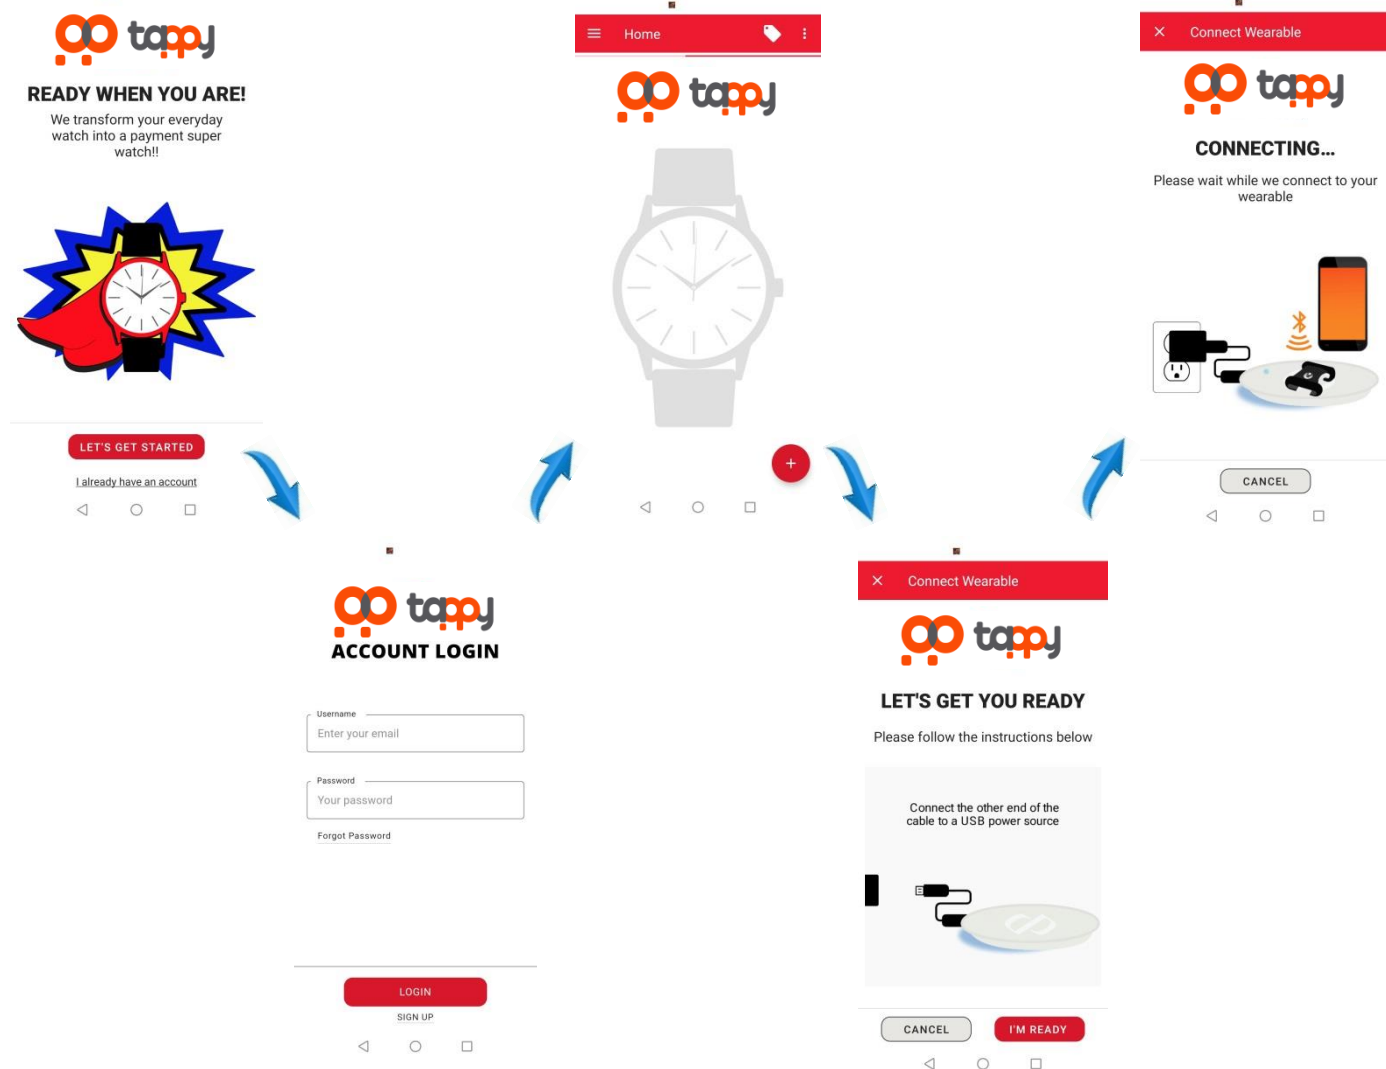 tappy
READY WHEN YOU ARE!
We transform your everyday
watch into a payment super
watch!!
LET'S GET STARTED
I already have an account
tappy
ACCOUNT LOGIN
Username
Enter your email
Password
Your password
Forgot Password
LOGIN
SIGN UP
Home
tappy
+
Connect Wearable
tappy
LET'S GET YOU READY
Please follow the instructions below
Connect the other end of the
cable to a USB power source
CANCEL
I'M READY
Connect Wearable
tappy
CONNECTING...
Please wait while we connect to your
wearable
CANCEL